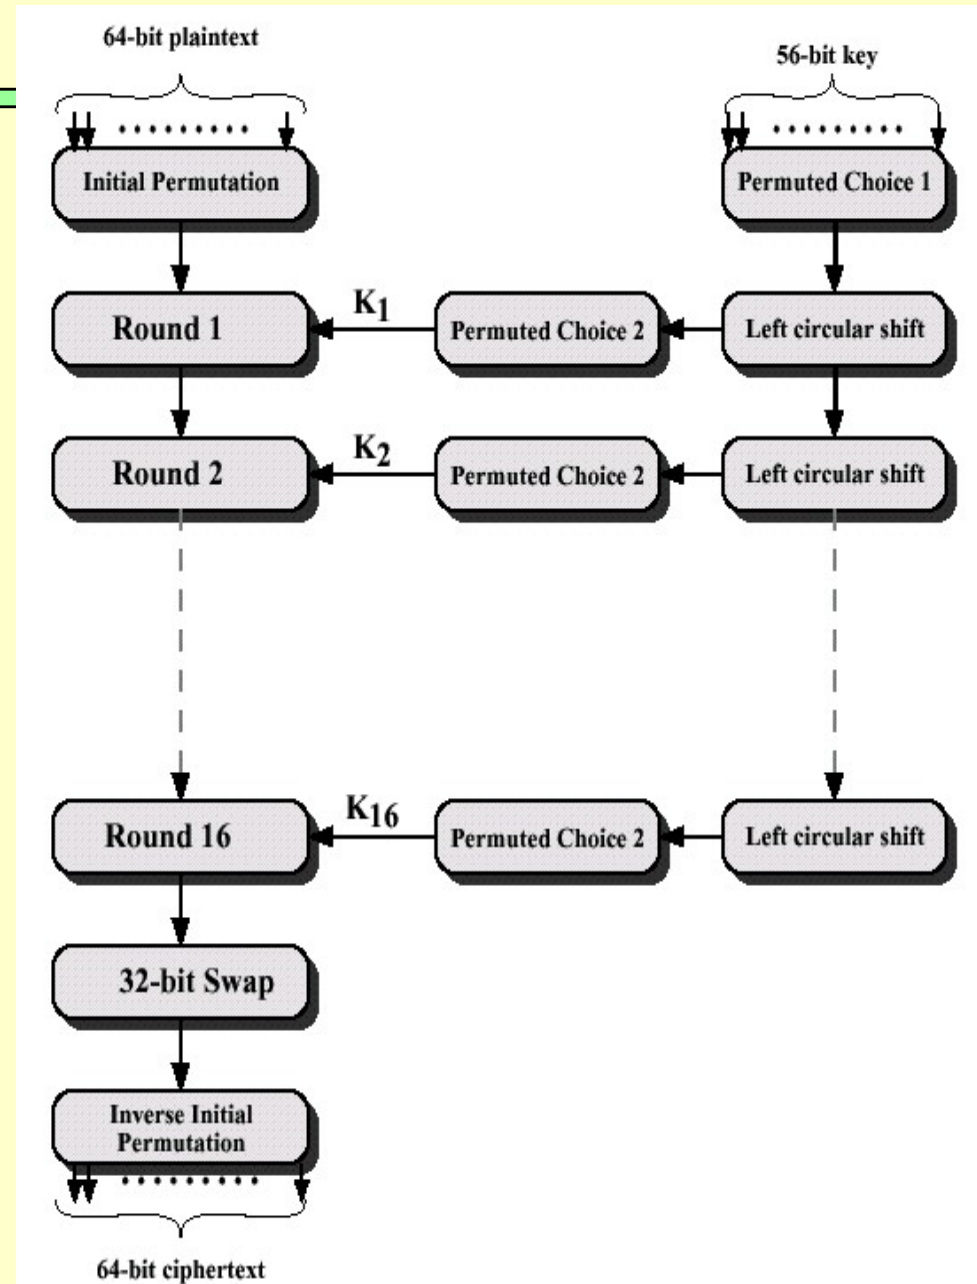 64-bit plaintext
56-bit key
Initial Permutation
Permuted Choice 1
Round 1
K1
Permuted Choice 2
Left circular shift
Round 2
K2
Permuted Choice 2
Left circular shift
Round 16
K16
Permuted Choice 2
Left circular shift
32-bit Swap
Inverse Initial
Permutation
64-bit ciphertext